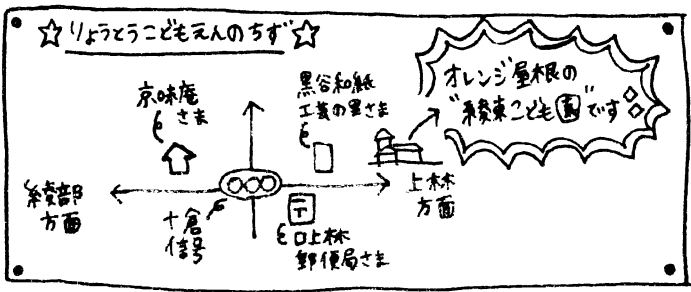 ☆りょうとうこどもえんのちず☆
オレンジ屋根の
"綾東こども園"です
京味庵
さま
黒谷和紙
工芸の里さま
綾部
方面
上林
方面
十倉
信号
〒
口上林
郵便局さま